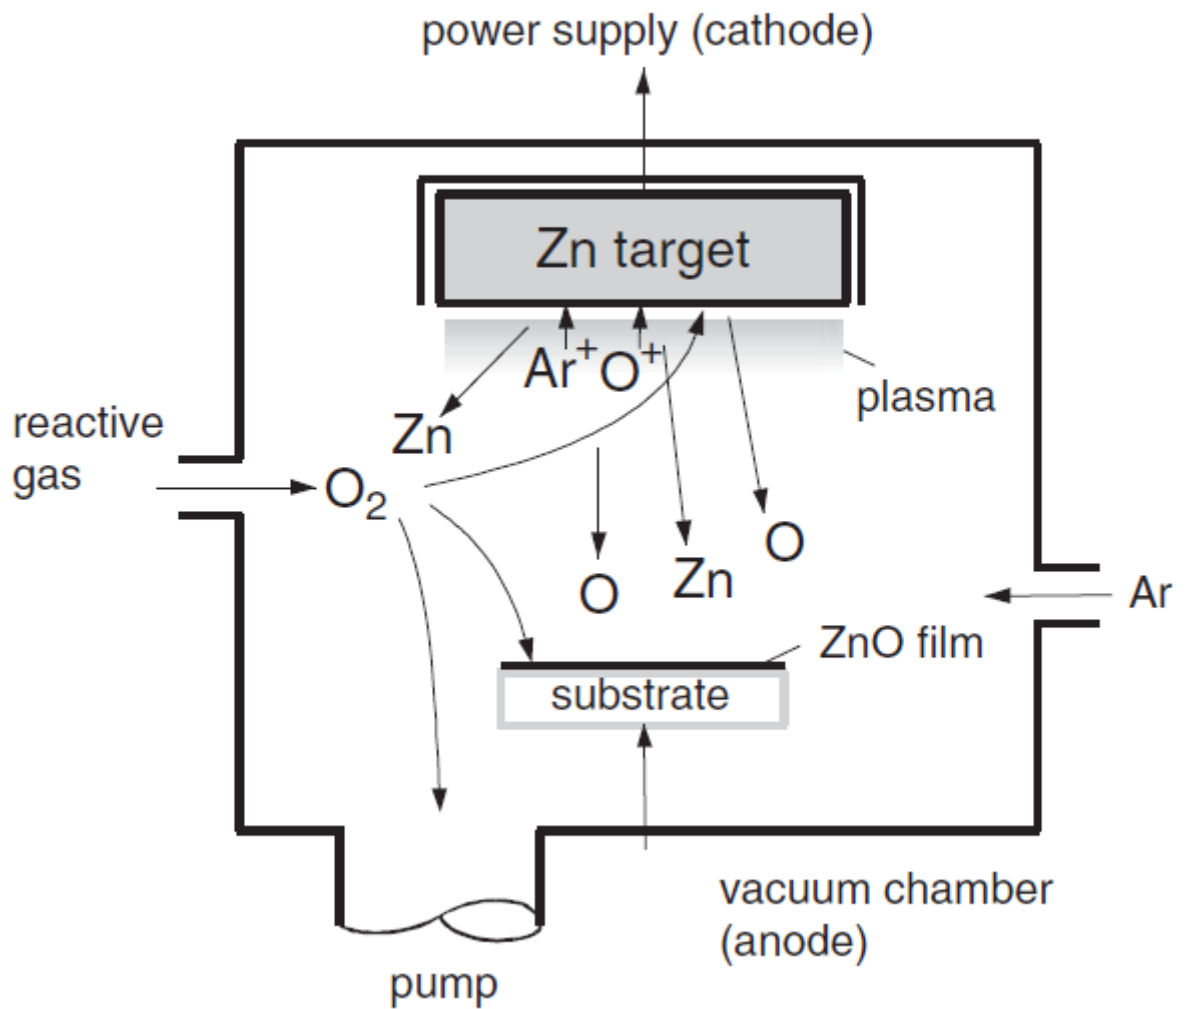 power supply (cathode)
Zn target
Ar⁺ O⁺
plasma
reactive
gas
Zn
O₂
O
Zn
O
Ar
ZnO film
substrate
vacuum chamber
(anode)
pump